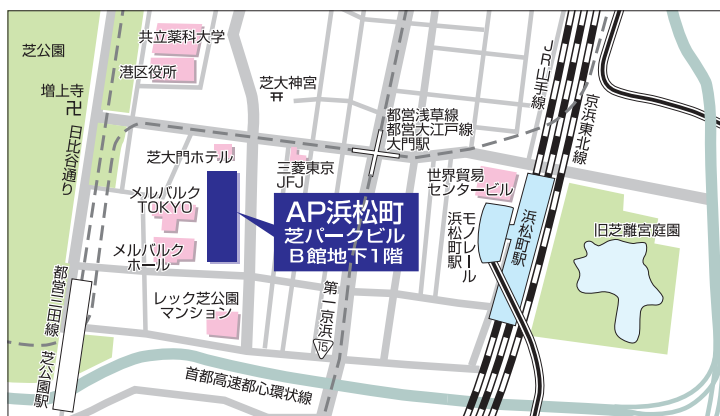 芝公園
共立薬科大学
港区役所
増上寺
日比谷通り
芝大神宮
JR山手線
京浜東北線
都営浅草線
都営大江戸線
大門駅
芝大門ホテル
三菱東京
JFJ
世界貿易
センタービル
メルパルク
TOKYO
AP浜松町
芝パークビル
B館地下1階
モノレール
浜松町駅
浜松町駅
旧芝離宮庭園
メルパルク
ホール
レック芝公園
マンション
第一京浜
15
都営三田線
芝公園駅
首都高速都心環状線